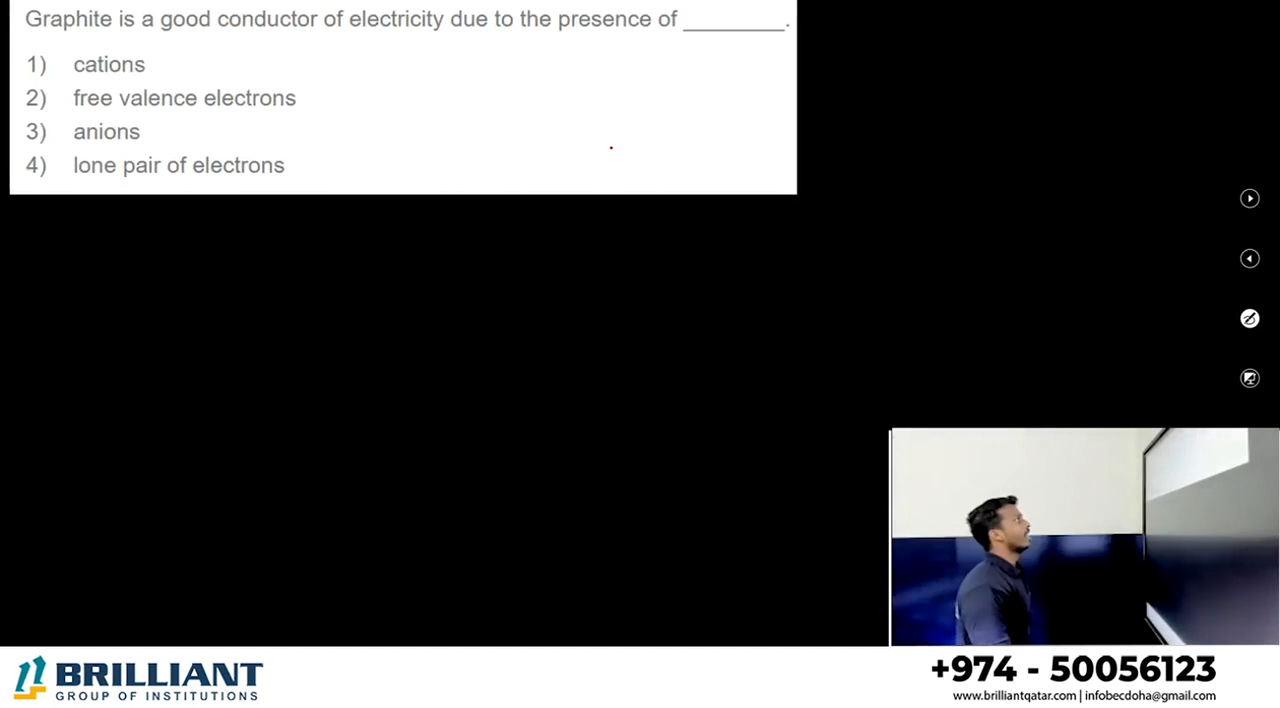 Graphite is a good conductor of electricity due to the presence of _________.
1) cations
2) free valence electrons
3) anions
4) lone pair of electrons
BRILLIANT
GROUP OF INSTITUTIONS
+974 - 50056123
www.brilliantqatar.com | infobecdoha@gmail.com